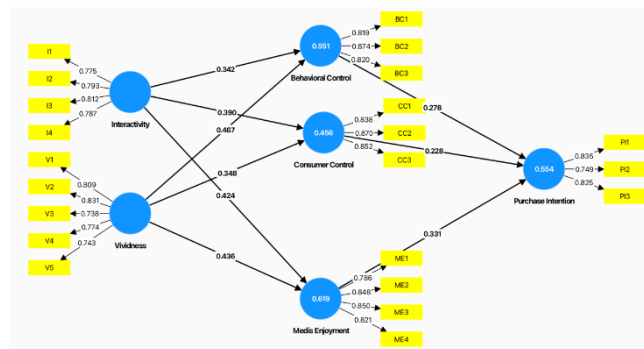 I1
I2
I3
I4
0.775
0.793
0.812
0.787
Interactivity
V1
V2
V3
V4
V5
0.809
0.831
0.738
0.774
0.743
Vividness
0.342
0.390
0.467
0.348
0.424
0.436
0.551
Behavioral Control
0.819
0.874
0.820
BC1
BC2
BC3
0.456
Consumer Control
0.838
0.870
0.852
CC1
CC2
CC3
0.619
Medis Enjoyment
0.786
0.848
0.850
0.821
ME1
ME2
ME3
ME4
0.278
0.228
0.331
0.554
Purchase Intention
0.835
0.749
0.825
PI1
PI2
PI3